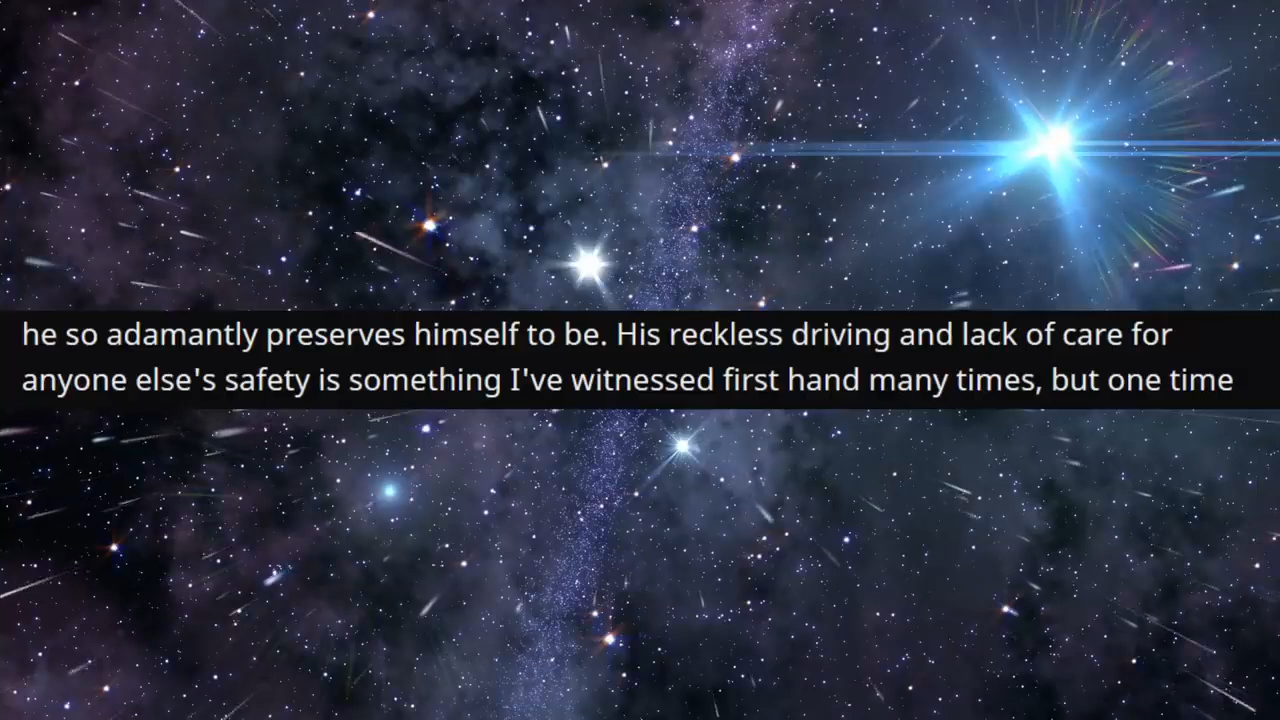 he so adamantly preserves himself to be. His reckless driving and lack of care for
anyone else's safety is something I've witnessed first hand many times, but one time